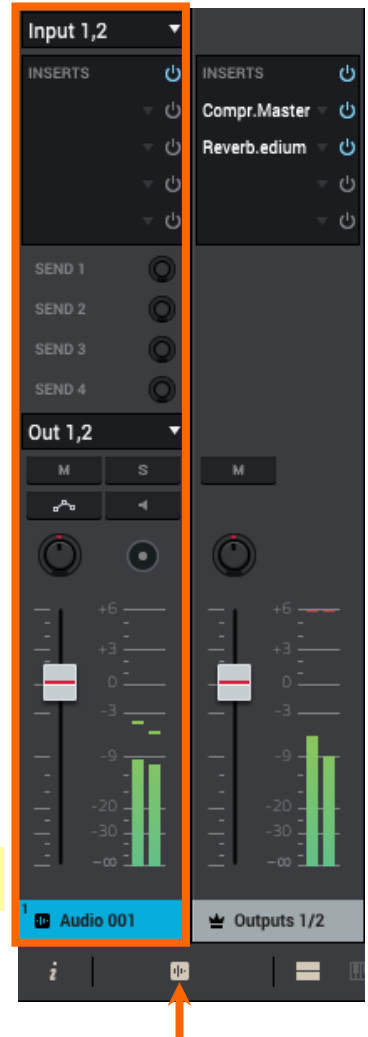 Input 1,2
INSERTS
SEND 1
SEND 2
SEND 3
SEND 4
Out 1,2
M S
+6
+3
0
-3
-9
-20
-30
-∞
1
Audio 001
INSERTS
Compr.Master
Reverb.edium
M
+6
+3
0
-3
-9
-20
-30
-∞
Outputs 1/2
i